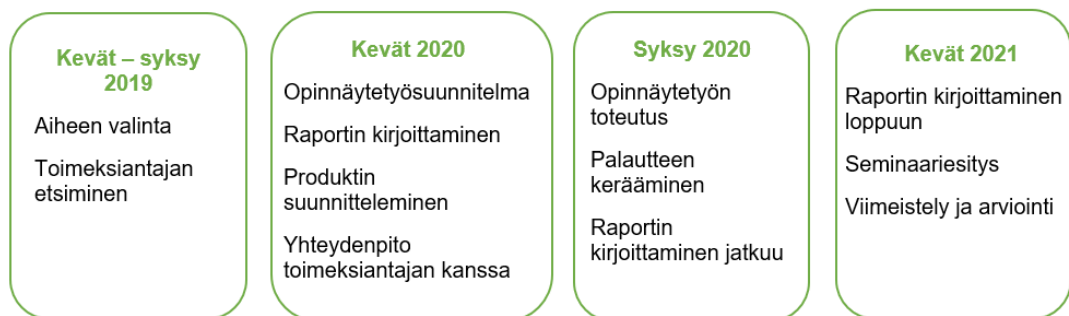 Kevät – syksy
2019
Aiheen valinta
Toimeksiantajan
etsiminen
Kevät 2020
Opinnäytetyösuunnitelma
Raportin kirjoittaminen
Produktin
suunnitteleminen
Yhteydenpito
toimeksiantajan kanssa
Syksy 2020
Opinnäytetyön
toteutus
Palautteen
kerääminen
Raportin
kirjoittaminen jatkuu
Kevät 2021
Raportin kirjoittaminen
loppuun
Seminaariesitys
Viimeistely ja arviointi